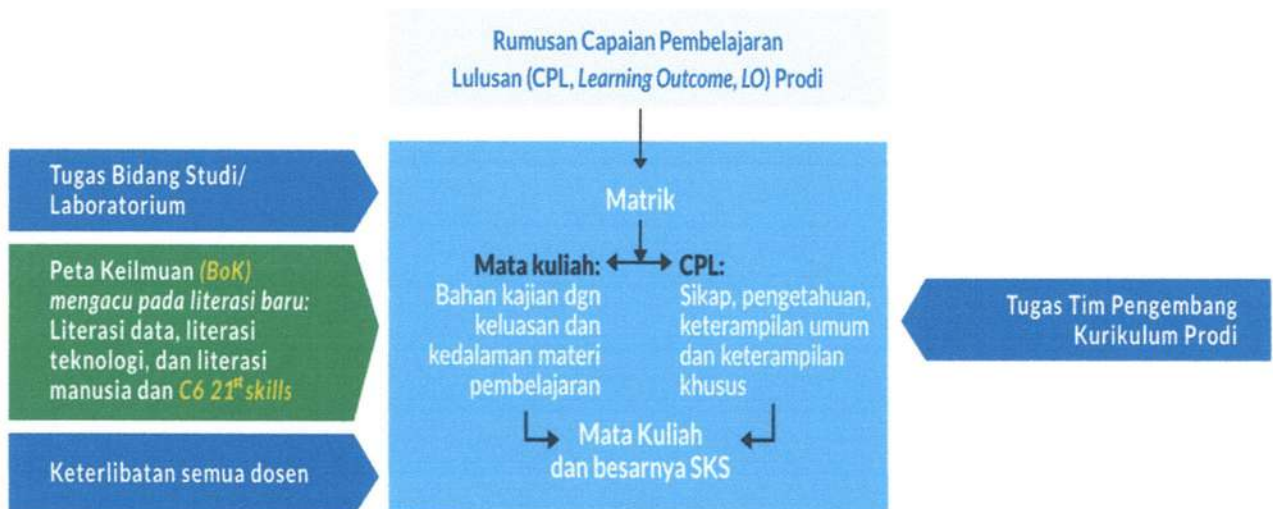 Rumusan Capaian Pembelajaran
Lulusan (CPL, Learning Outcome, LO) Prodi
Tugas Bidang Studi/
Laboratorium
Peta Keilmuan (BoK)
mengacu pada literasi baru:
Literasi data, literasi
teknologi, dan literasi
manusia dan C6 21st skills
Keterlibatan semua dosen
Matrik
Mata kuliah:
Bahan kajian dgn
keluasan dan
kedalaman materi
pembelajaran
CPL:
Sikap, pengetahuan,
keterampilan umum
dan keterampilan
khusus
Mata Kuliah
dan besarnya SKS
Tugas Tim Pengembang
Kurikulum Prodi